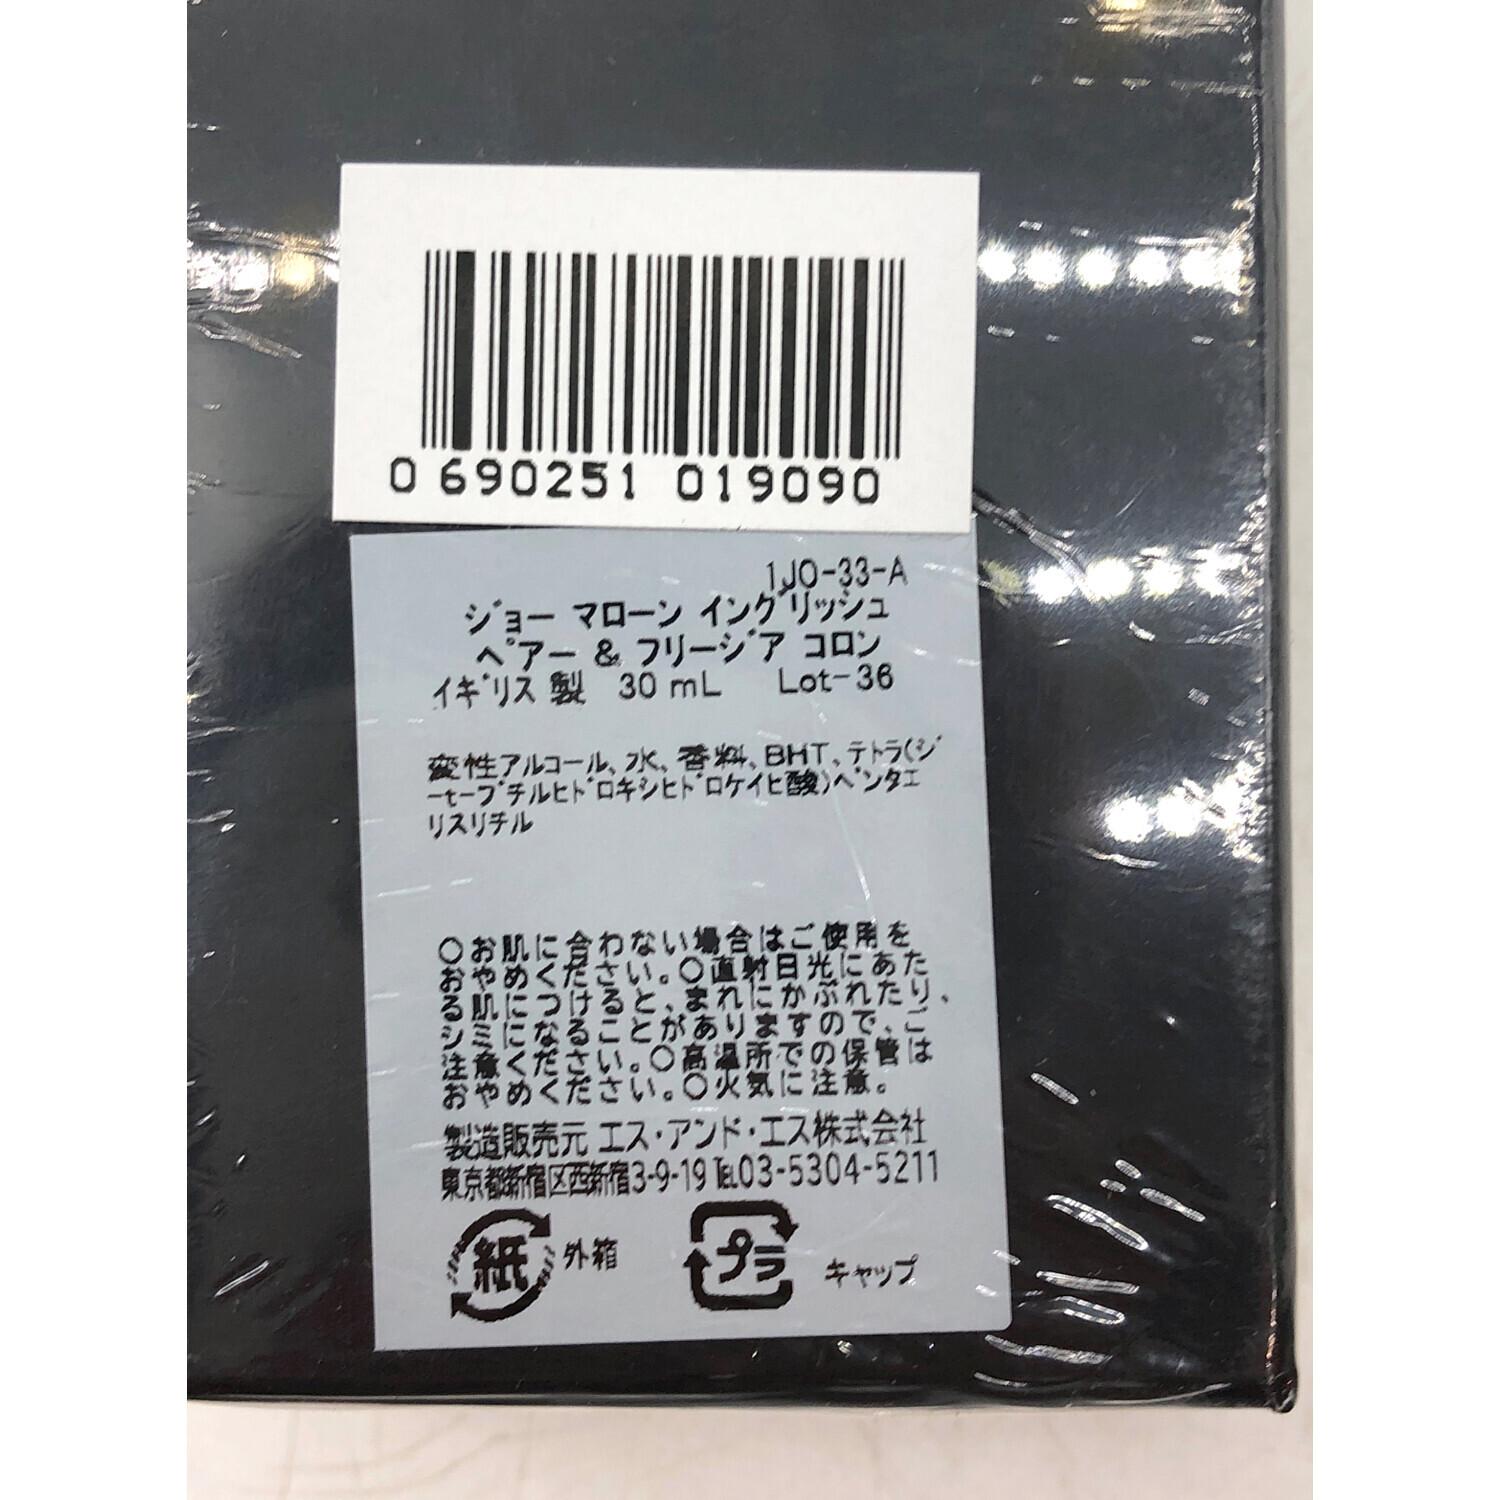 0 690251 019090
1J0-33-A
ジョー マローン イングリッシュ
ペアー & フリージア コロン
イギリス 製 30 mL Lot-36
変性アルコール、水、香料、BHT、テトラ(ジ
-t-ブチルヒドロキシヒドロケイヒ酸)ペンタエ
リスリチル
○お肌に合わない場合はご使用を
おやめください。○直射日光にあた
る肌につけると、まれにかぶれたり、
シミになることがありますので、ご
注意ください。○高温所での保管は
おやめください。○火気に注意。
製造販売元 エス・アンド・エス株式会社
東京都新宿区西新宿3-9-19 TEL03-5304-5211
紙 外箱
プラ キャップ